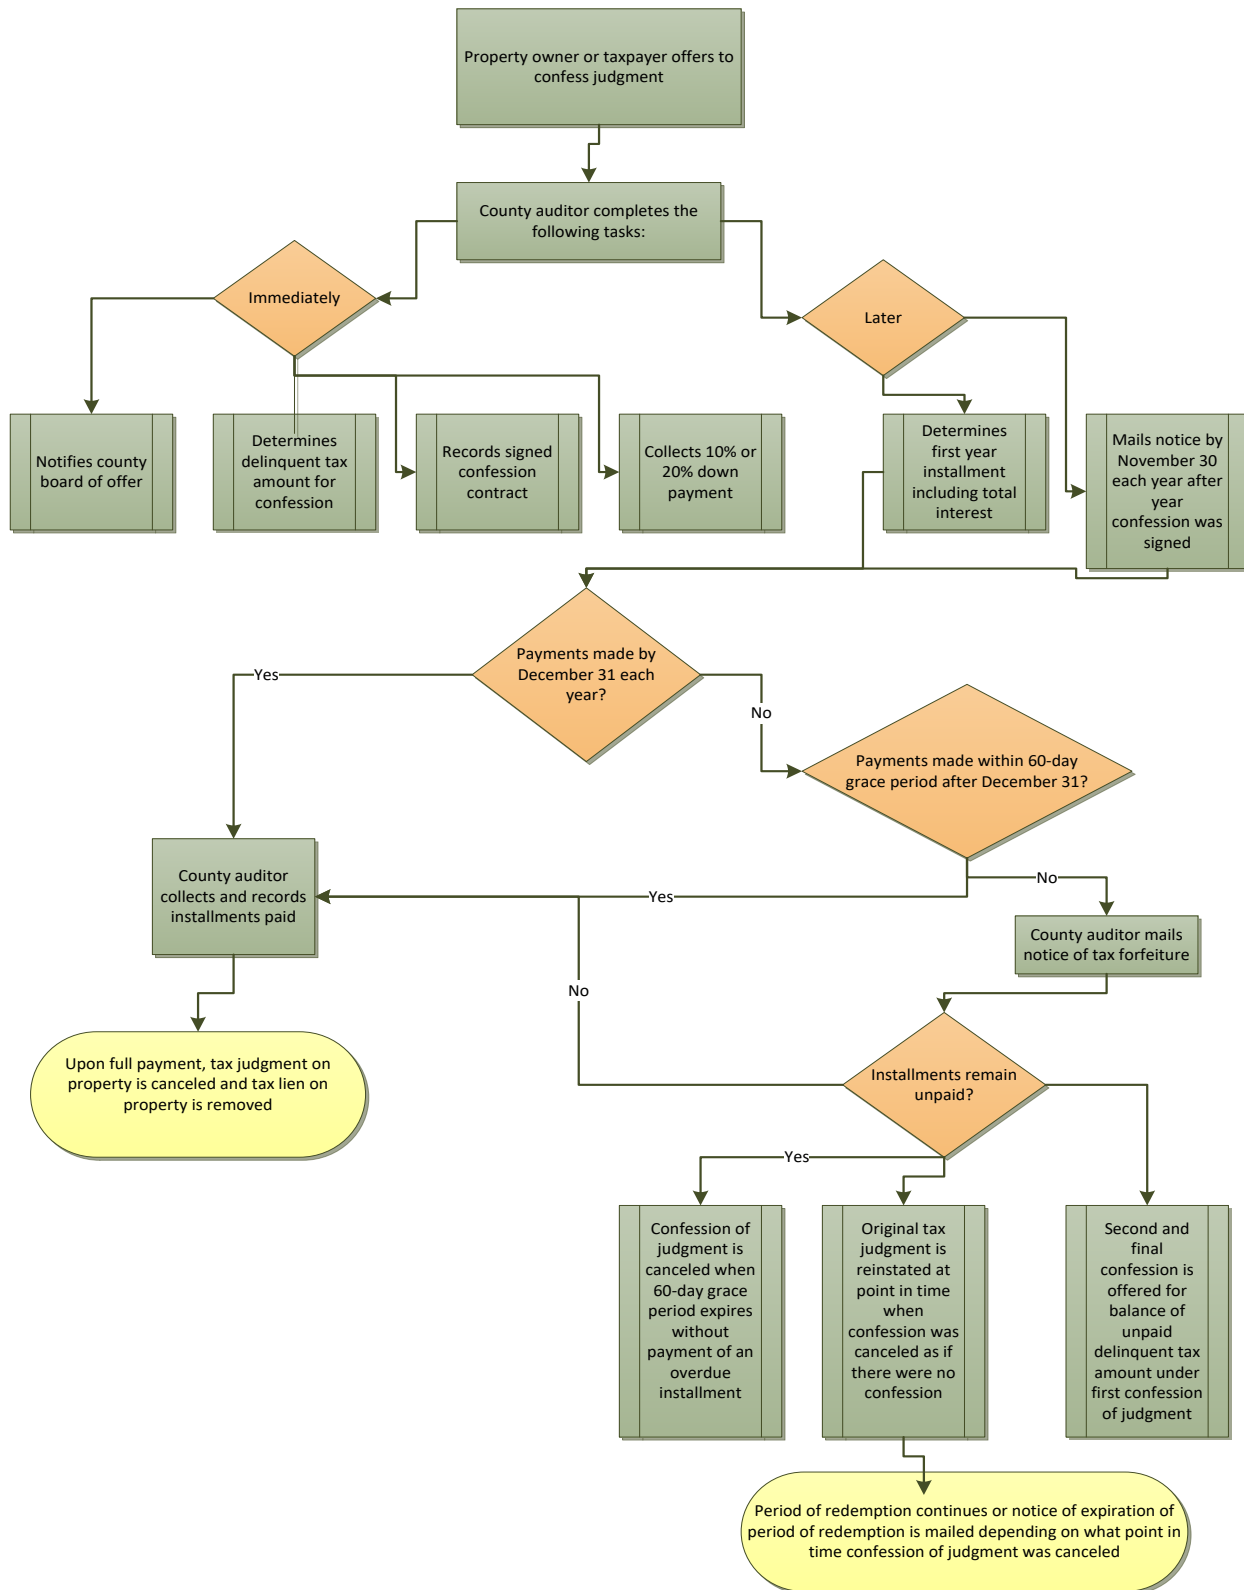 Property owner or taxpayer offers to
confess judgment
County auditor completes the
following tasks:
Immediately
Later
Notifies county
board of offer
Determines
delinquent tax
amount for
confession
Records signed
confession
contract
Collects 10% or
20% down
payment
Determines
first year
installment
including total
interest
Mails notice by
November 30
each year after
year
confession was
signed
Payments made by
December 31 each
year?
Yes
No
Payments made within 60-day
grace period after December 31?
County auditor
collects and records
installments paid
Yes
No
County auditor mails
notice of tax forfeiture
No
Upon full payment, tax judgment on
property is canceled and tax lien on
property is removed
Installments remain
unpaid?
Yes
Confession of
judgment is
canceled when
60-day grace
period expires
without
payment of an
overdue
installment
Original tax
judgment is
reinstated at
point in time
when
confession was
canceled as if
there were no
confession
Second and
final
confession is
offered for
balance of
unpaid
delinquent tax
amount under
first confession
of judgment
Period of redemption continues or notice of expiration of
period of redemption is mailed depending on what point in
time confession of judgment was canceled